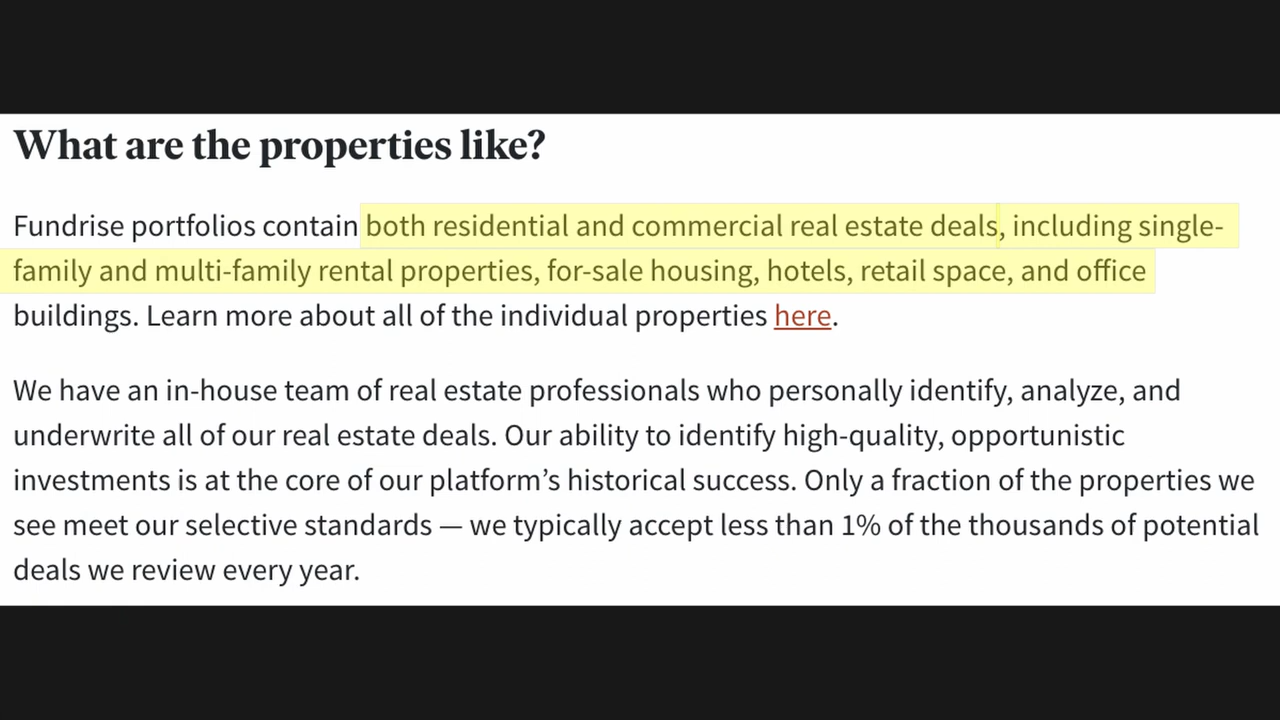 What are the properties like?
Fundrise portfolios contain both residential and commercial real estate deals, including single-
family and multi-family rental properties, for-sale housing, hotels, retail space, and office
buildings. Learn more about all of the individual properties here.
We have an in-house team of real estate professionals who personally identify, analyze, and
underwrite all of our real estate deals. Our ability to identify high-quality, opportunistic
investments is at the core of our platform’s historical success. Only a fraction of the properties we
see meet our selective standards — we typically accept less than 1% of the thousands of potential
deals we review every year.